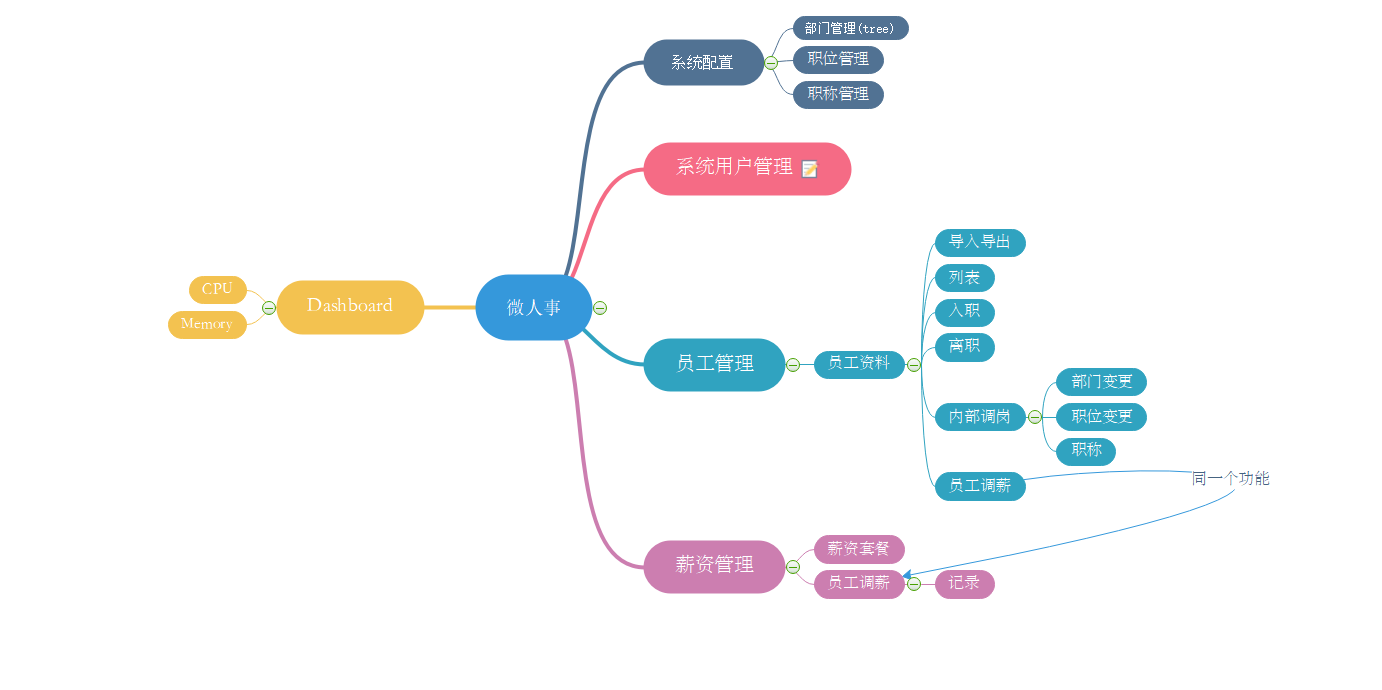 部门管理(tree)
系统配置
职位管理
职称管理
系统用户管理
导入导出
列表
入职
离职
CPU
Memory
Dashboard
微人事
员工管理
员工资料
内部调岗
部门变更
职位变更
职称
员工调薪
同一个功能
薪资管理
薪资套餐
员工调薪
记录